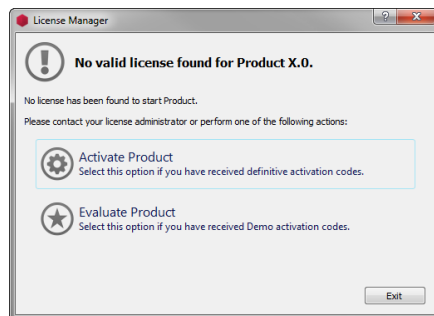 License Manager
No valid license found for Product X.0.
No license has been found to start Product.
Please contact your license administrator or perform one of the following actions:
Activate Product
Select this option if you have received definitive activation codes.
Evaluate Product
Select this option if you have received Demo activation codes.
Exit